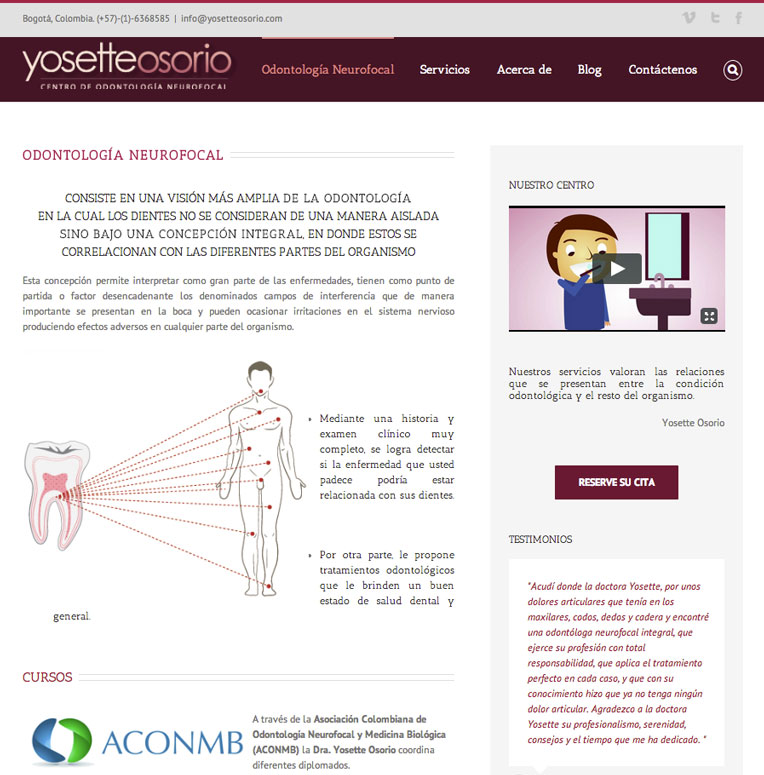 Bogotá, Colombia. (+57)-(1)-6368585 | info@yosetteosorio.com
yosetteosorio
CENTRO DE ODONTOLOGÍA NEUROFOCAL
Odontología Neurofocal Servicios Acerca de Blog Contáctenos
ODONTOLOGÍA NEUROFOCAL
CONSISTE EN UNA VISIÓN MÁS AMPLIA DE LA ODONTOLOGÍA
EN LA CUAL LOS DIENTES NO SE CONSIDERAN DE UNA MANERA AISLADA
SINO BAJO UNA CONCEPCIÓN INTEGRAL, EN DONDE ESTOS SE
CORRELACIONAN CON LAS DIFERENTES PARTES DEL ORGANISMO
Esta concepción permite interpretar como gran parte de las enfermedades, tienen como punto de
partida o factor desencadenante los denominados campos de interferencia que de manera
importante se presentan en la boca y pueden ocasionar irritaciones en el sistema nervioso
produciendo efectos adversos en cualquier parte del organismo.
Mediante una historia y
examen clínico muy
completo, se logra detectar
si la enfermedad que usted
padece podría estar
relacionada con sus dientes.
Por otra parte, le propone
tratamientos odontológicos
que le brinden un buen
estado de salud dental y
general.
CURSOS
ACONMB
A través de la Asociación Colombiana de
Odontología Neurofocal y Medicina Biológica
(ACONMB) la Dra. Yosette Osorio coordina
diferentes diplomados.
NUESTRO CENTRO
Nuestros servicios valoran las relaciones
que se presentan entre la condición
odontológica y el resto del organismo.
Yosette Osorio
RESERVE SU CITA
TESTIMONIOS
"Acudí donde la doctora Yosette, por unos
dolores articulares que tenía en los
maxilares, codos, dedos y cadera y encontré
una odontóloga neurofocal integral, que
ejerce su profesión con total
responsabilidad, que aplica el tratamiento
perfecto en cada caso, y que con su
conocimiento hizo que ya no tenga ningún
dolor articular. Agradezco a la doctora
Yosette su profesionalismo, serenidad,
consejos y el tiempo que me ha dedicado. "